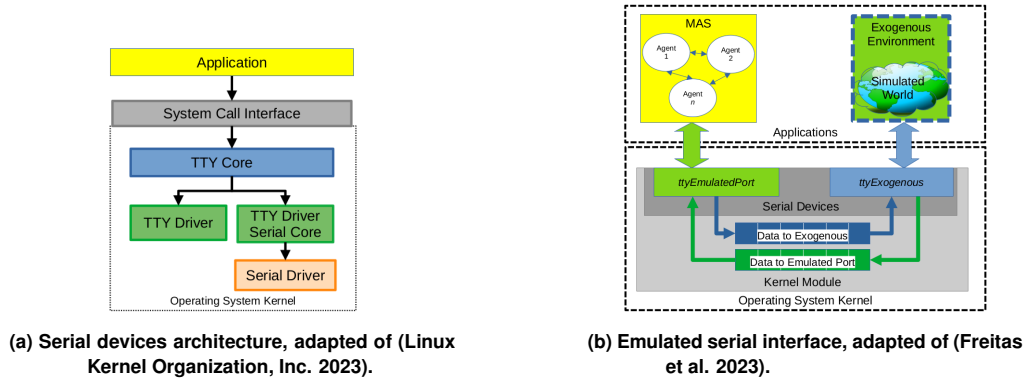 Application
System Call Interface
TTY Core
TTY Driver
TTY Driver
Serial Core
Serial Driver
Operating System Kernel
(a) Serial devices architecture, adapted of (Linux
Kernel Organization, Inc. 2023).
MAS
Agent
1
Agent
2
Agent
n
Exogenous
Environment
Simulated
World
Applications
ttyEmulatedPort
ttyExogenous
Serial Devices
Data to Exogenous
Data to Emulated Port
Kernel Module
Operating System Kernel
(b) Emulated serial interface, adapted of (Freitas
et al. 2023).